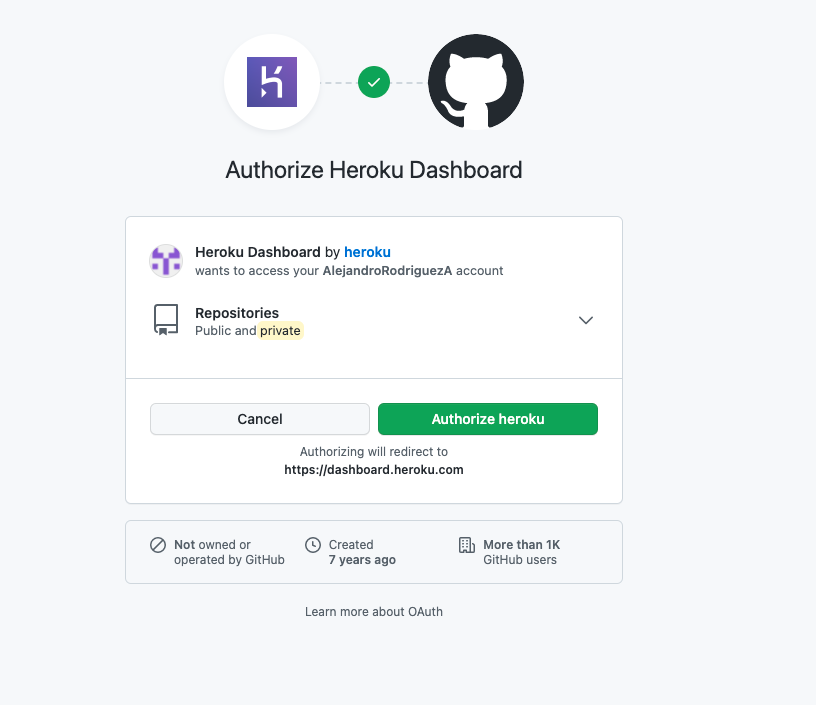 Authorize Heroku Dashboard
Heroku Dashboard by heroku
wants to access your AlejandroRodriguezA account
Repositories
Public and private
Cancel
Authorize heroku
Authorizing will redirect to
https://dashboard.heroku.com
Not owned or
operated by GitHub
Created
7 years ago
More than 1K
GitHub users
Learn more about OAuth